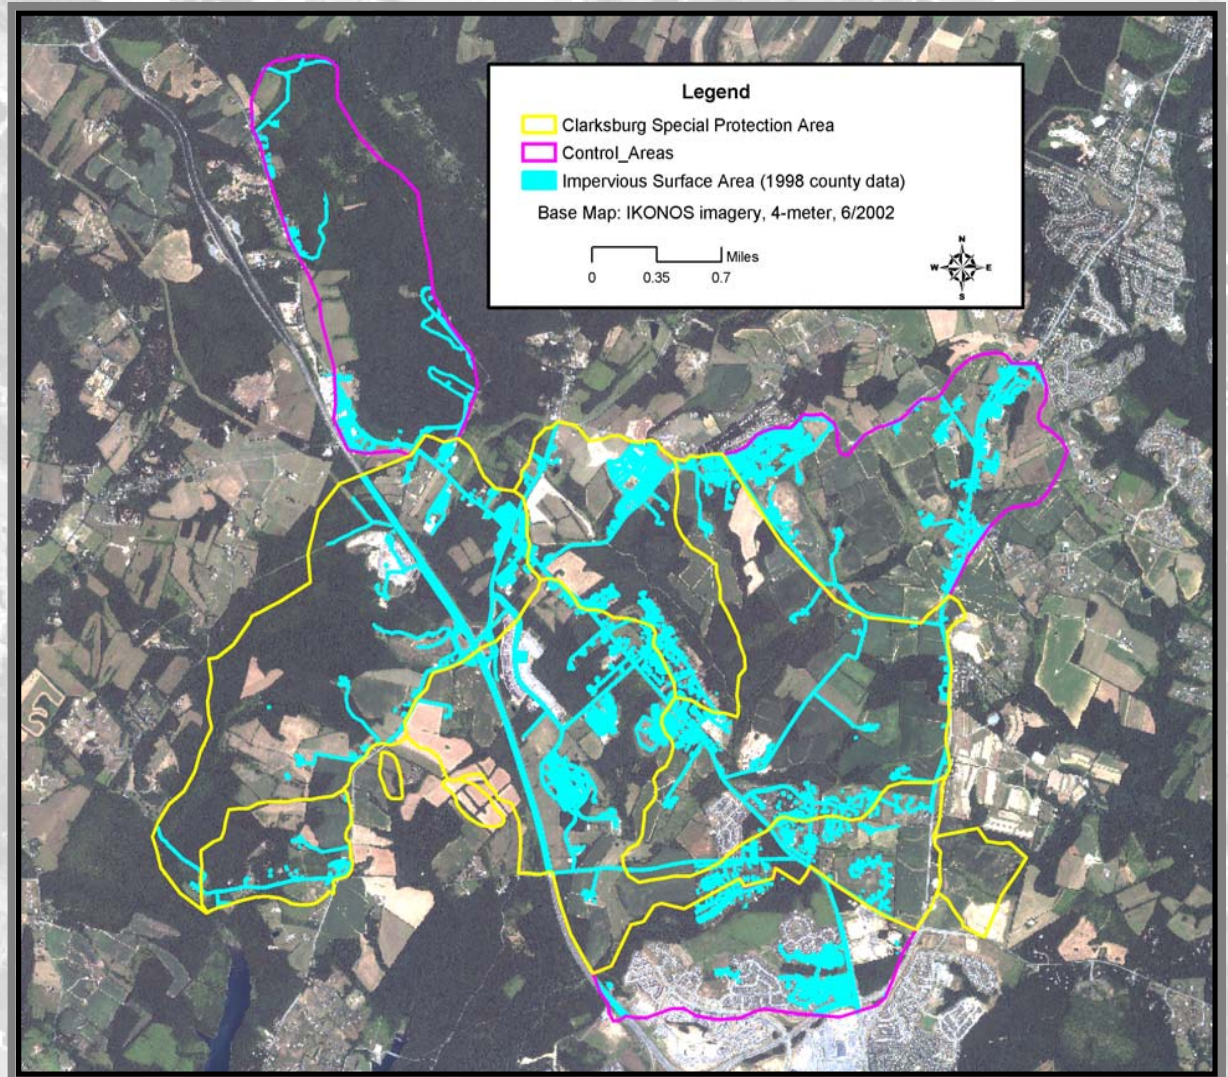 Legend
Clarksburg Special Protection Area
Control_Areas
Impervious Surface Area (1998 county data)
Base Map: IKONOS imagery, 4-meter, 6/2002
Miles
0 0.35 0.7
N
W E
S